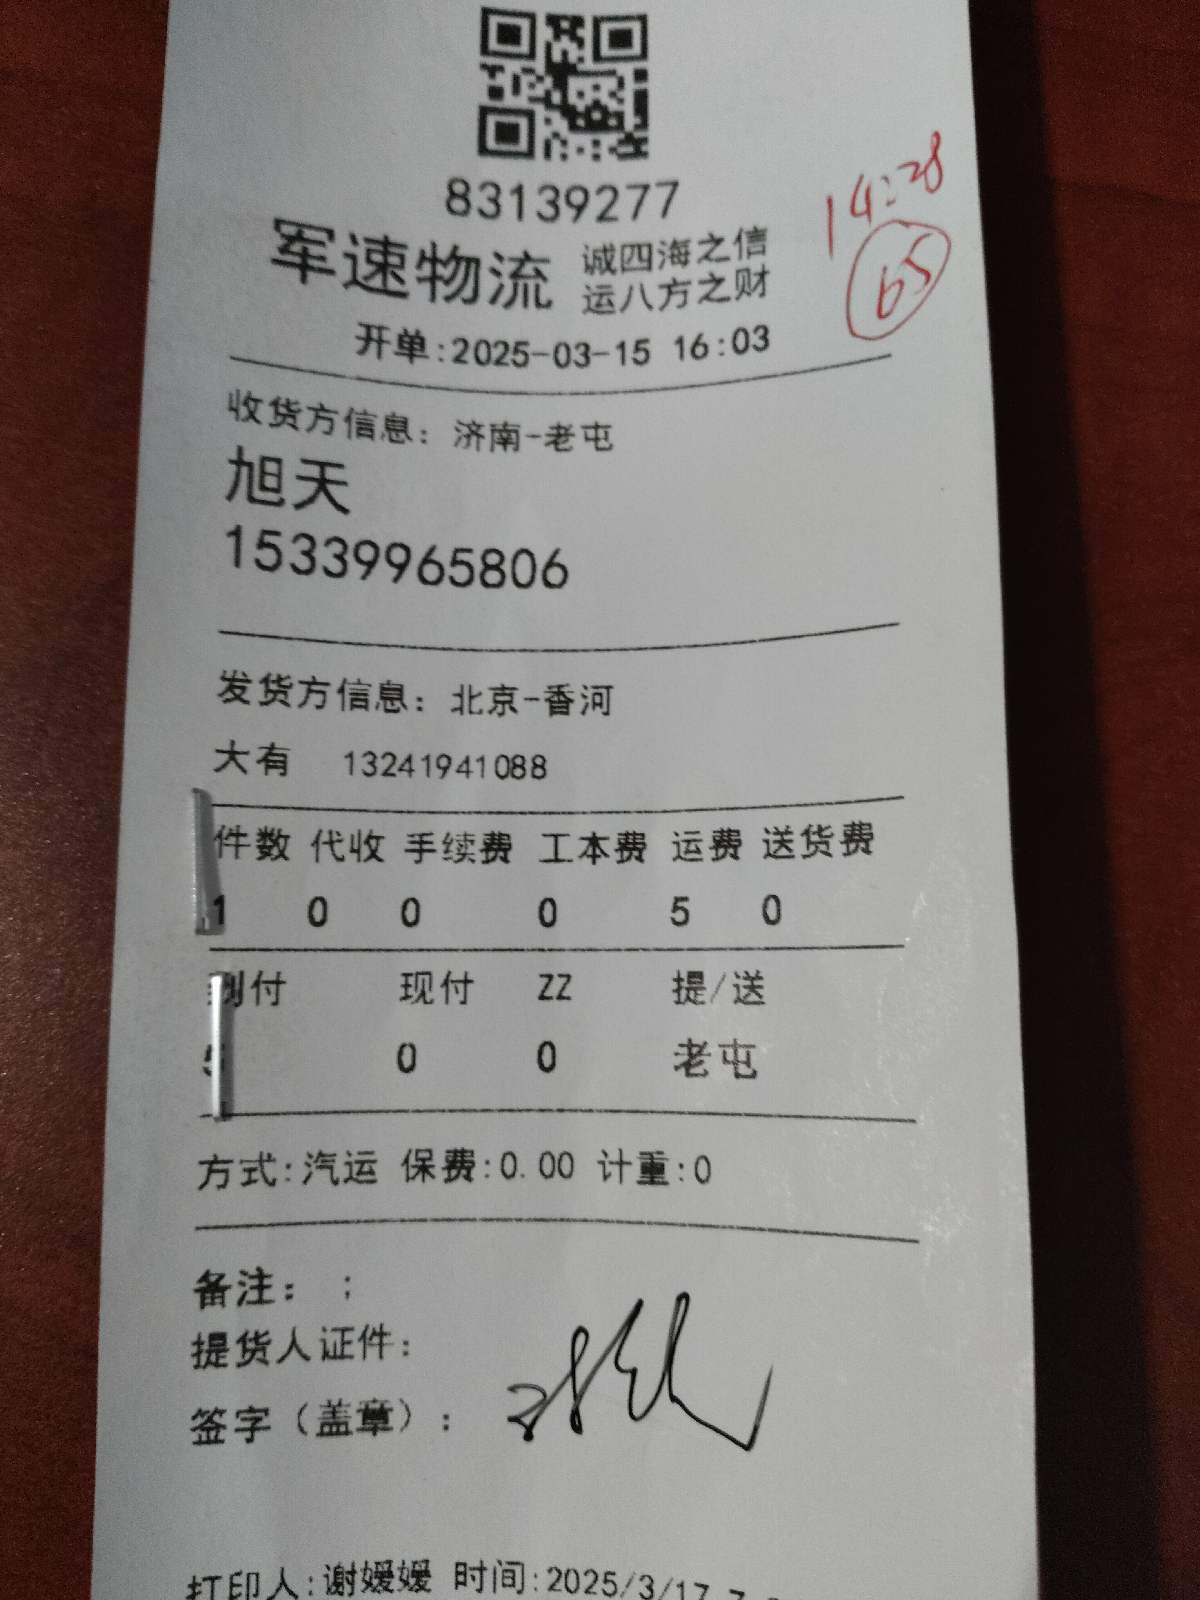 83139277
14:28
65
军速物流 诚四海之信
运八方之财
开单:2025-03-15 16:03
收货方信息: 济南-老屯
旭天
15339965806
发货方信息: 北京-香河
大有 13241941088
件数 代收 手续费 工本费 运费 送货费
1 0 0 0 5 0
到付 现付 ZZ 提/送
5 0 0 老屯
方式:汽运 保费:0.00 计重:0
备注: ;
提货人证件:
签字（盖章）:
打印人:谢媛媛 时间:2025/3/17